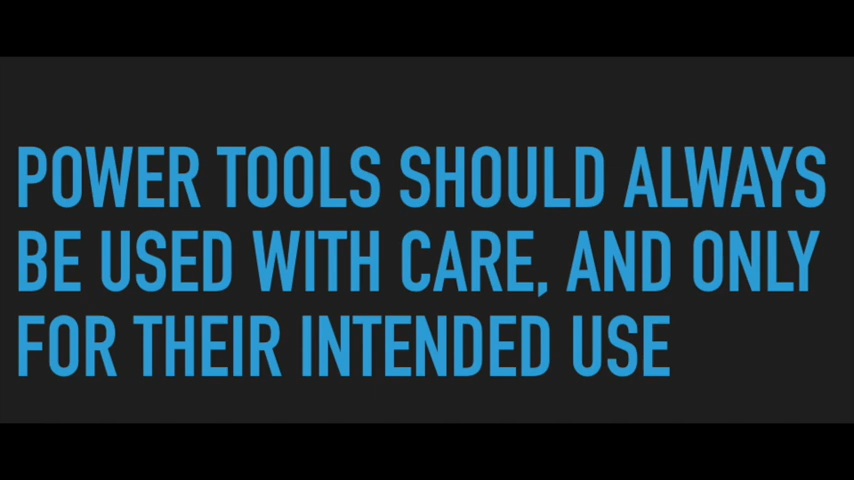 POWER TOOLS SHOULD ALWAYS
BE USED WITH CARE, AND ONLY
FOR THEIR INTENDED USE